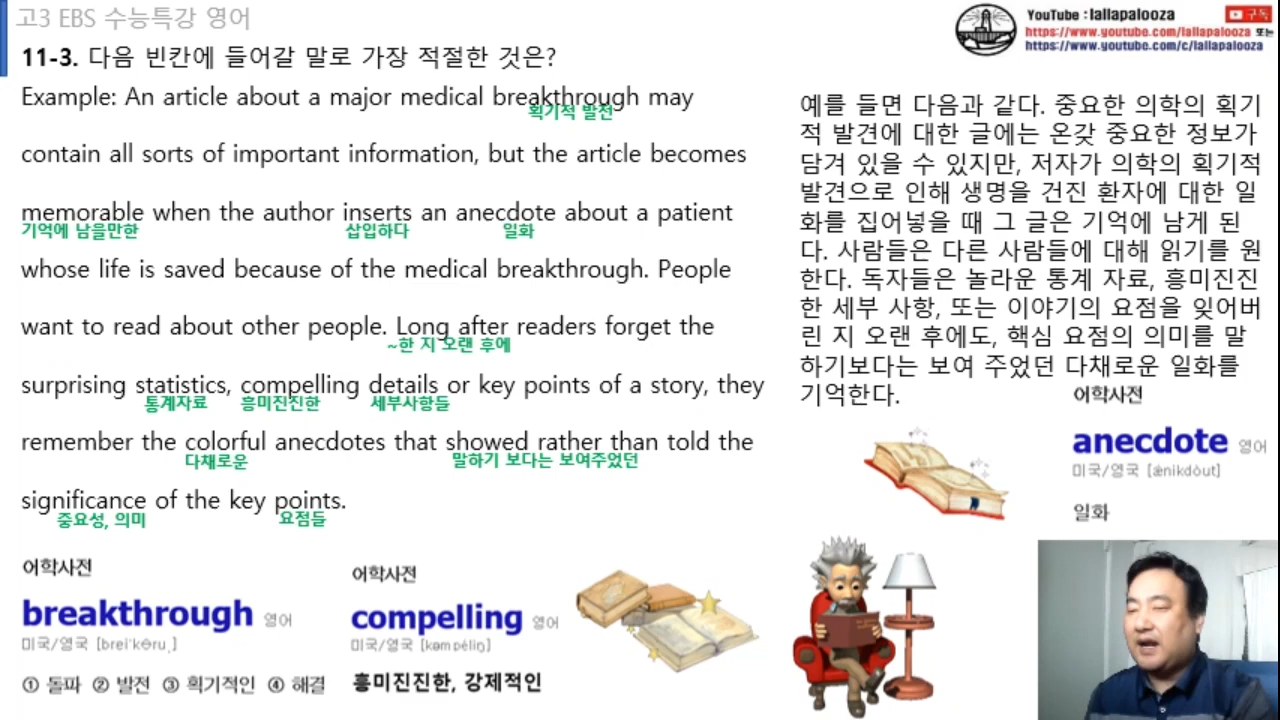 고3 EBS 수능특강 영어
YouTube : lallapalooza
구독
https://www.youtube.com/lallapalooza 또는
https://www.youtube.com/c/lallapalooza
11-3. 다음 빈칸에 들어갈 말로 가장 적절한 것은?
Example: An article about a major medical breakthrough may
획기적 발전
contain all sorts of important information, but the article becomes
memorable when the author inserts an anecdote about a patient
기억에 남을만한 삽입하다 일화
whose life is saved because of the medical breakthrough. People
want to read about other people. Long after readers forget the
~한 지 오랜 후에
surprising statistics, compelling details or key points of a story, they
통계자료 흥미진진한 세부사항들
remember the colorful anecdotes that showed rather than told the
다채로운 말하기 보다는 보여주었던
significance of the key points.
중요성, 의미 요점들
예를 들면 다음과 같다. 중요한 의학의 획기
적 발견에 대한 글에는 온갖 중요한 정보가
담겨 있을 수 있지만, 저자가 의학의 획기적
발견으로 인해 생명을 건진 환자에 대한 일
화를 집어넣을 때 그 글은 기억에 남게 된
다. 사람들은 다른 사람들에 대해 읽기를 원
한다. 독자들은 놀라운 통계 자료, 흥미진진
한 세부 사항, 또는 이야기의 요점을 잊어버
린 지 오랜 후에도, 핵심 요점의 의미를 말
하기보다는 보여 주었던 다채로운 일화를
기억한다.
어학사전
anecdote 영어
미국/영국 [ӕnikdòut]
일화
어학사전
breakthrough 영어
미국/영국 [brei'kθru¸]
① 돌파 ② 발전 ③ 획기적인 ④ 해결
어학사전
compelling 영어
미국/영국 [kəmpéliŋ]
흥미진진한, 강제적인